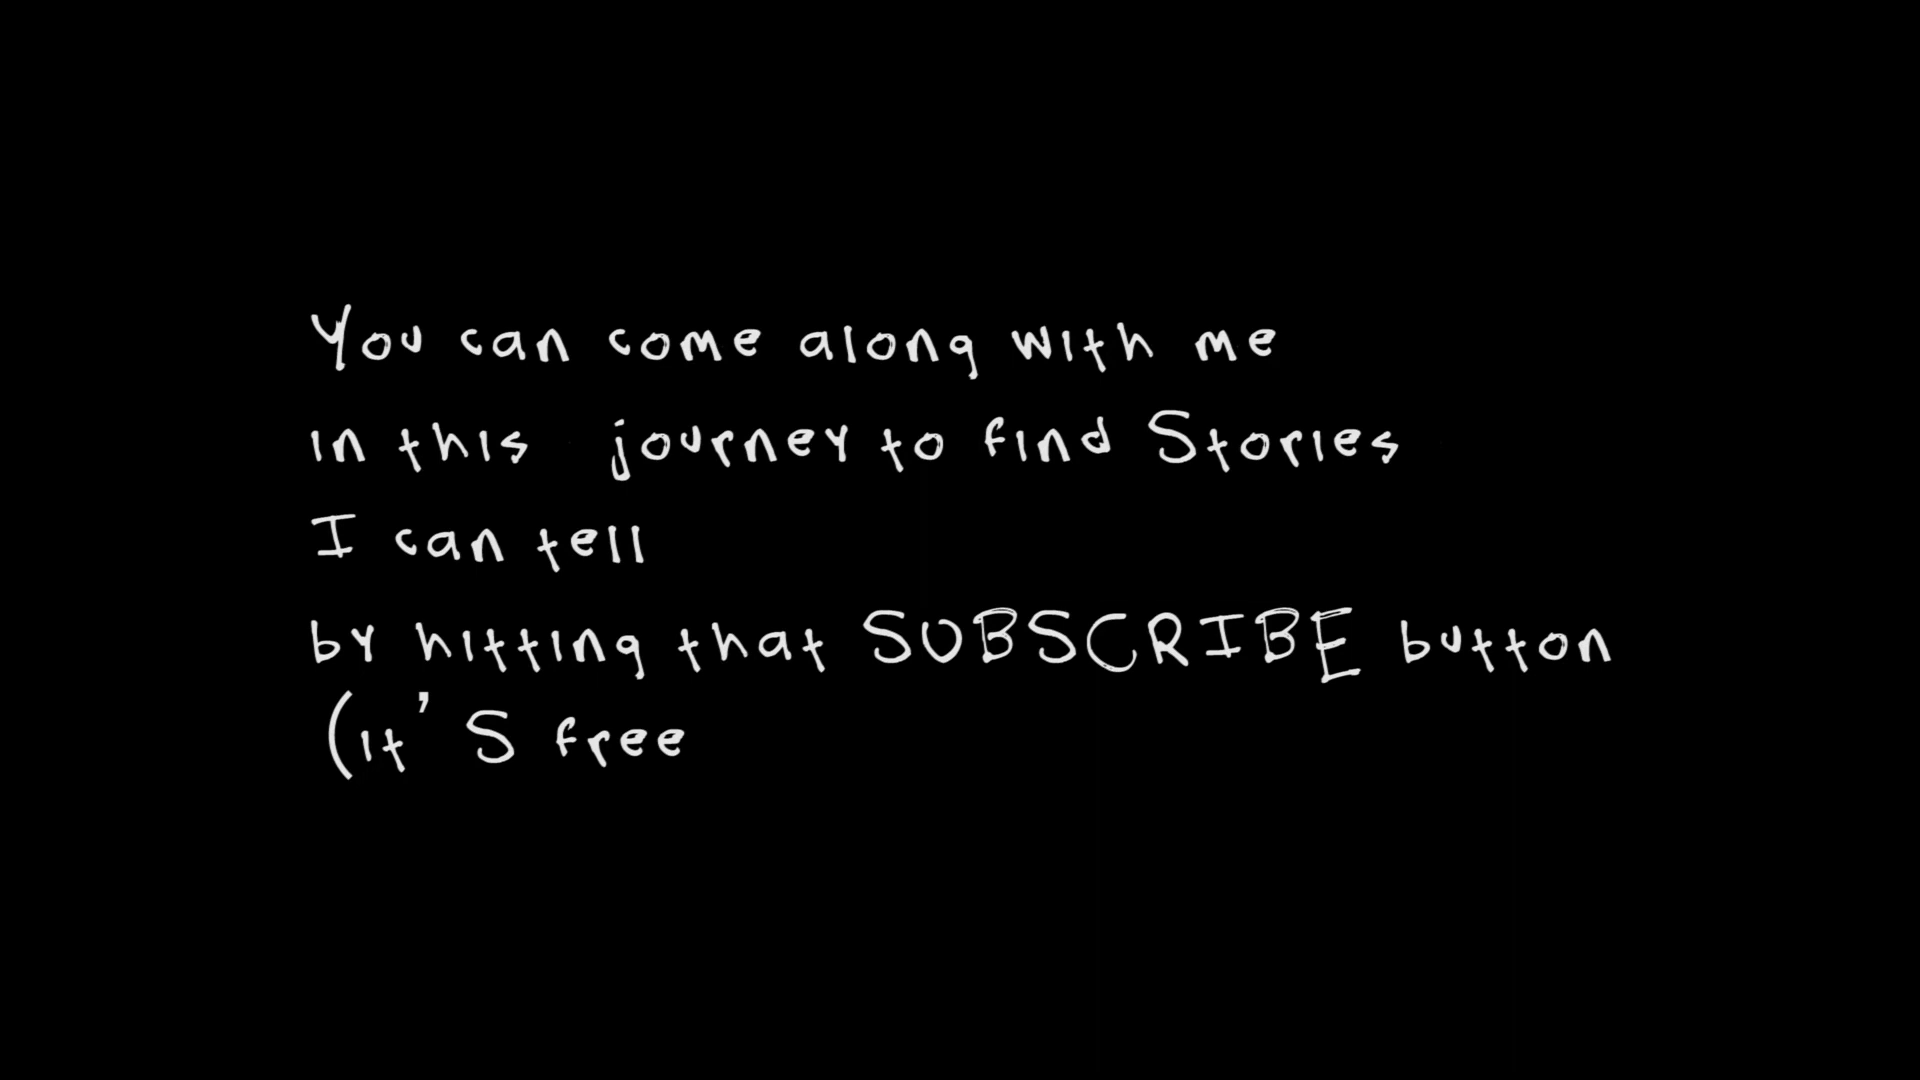 You can come along with me
in this journey to find Stories
I can tell
by hitting that SUBSCRIBE button
(it's free